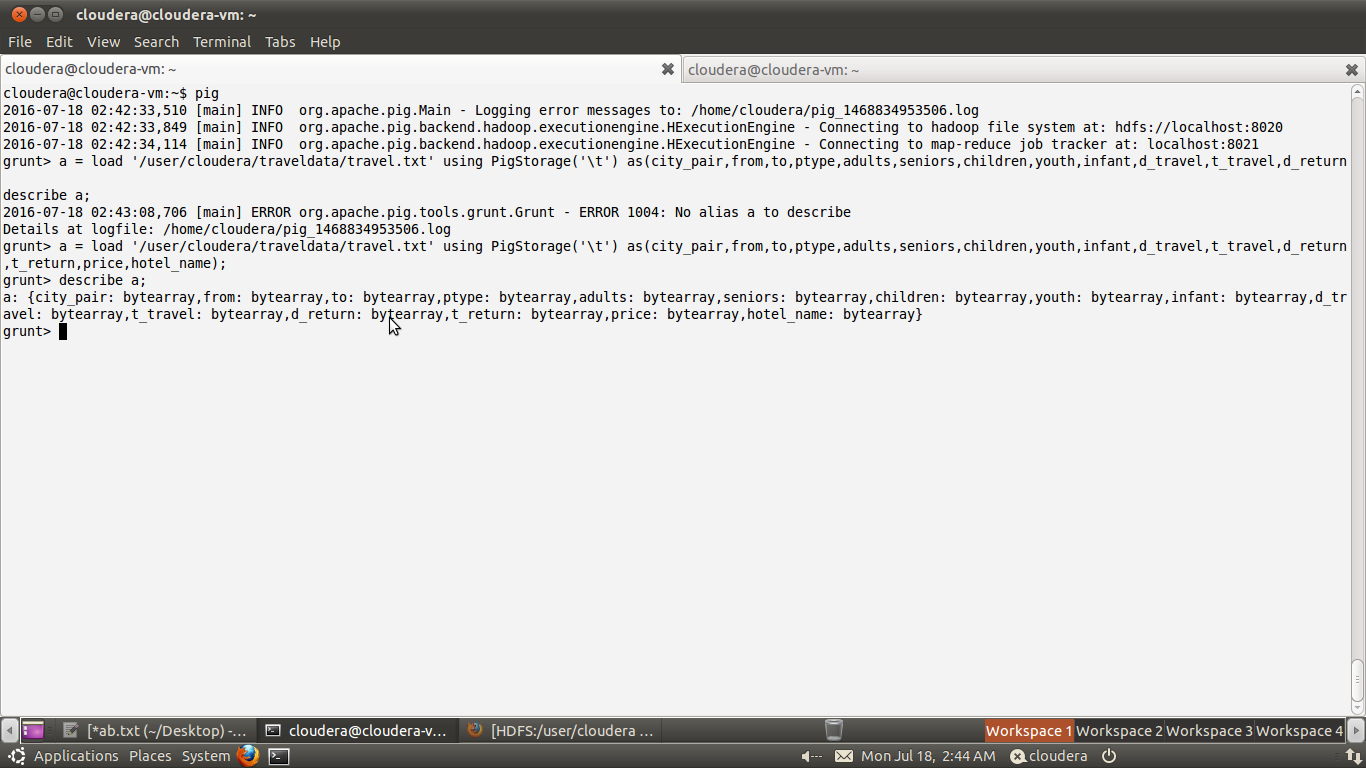 cloudera@cloudera-vm: ~
File Edit View Search Terminal Tabs Help
cloudera@cloudera-vm: ~ cloudera@cloudera-vm: ~
cloudera@cloudera-vm:~$ pig
2016-07-18 02:42:33,510 [main] INFO  org.apache.pig.Main - Logging error messages to: /home/cloudera/pig_1468834953506.log
2016-07-18 02:42:33,849 [main] INFO  org.apache.pig.backend.hadoop.executionengine.HExecutionEngine - Connecting to hadoop file system at: hdfs://localhost:8020
2016-07-18 02:42:34,114 [main] INFO  org.apache.pig.backend.hadoop.executionengine.HExecutionEngine - Connecting to map-reduce job tracker at: localhost:8021
grunt> a = load '/user/cloudera/traveldata/travel.txt' using PigStorage('\t') as(city_pair,from,to,ptype,adults,seniors,children,youth,infant,d_travel,t_travel,d_return
describe a;
2016-07-18 02:43:08,706 [main] ERROR org.apache.pig.tools.grunt.Grunt - ERROR 1004: No alias a to describe
Details at logfile: /home/cloudera/pig_1468834953506.log
grunt> a = load '/user/cloudera/traveldata/travel.txt' using PigStorage('\t') as(city_pair,from,to,ptype,adults,seniors,children,youth,infant,d_travel,t_travel,d_return
,t_return,price,hotel_name);
grunt> describe a;
a: {city_pair: bytearray,from: bytearray,to: bytearray,ptype: bytearray,adults: bytearray,seniors: bytearray,children: bytearray,youth: bytearray,infant: bytearray,d_tr
avel: bytearray,t_travel: bytearray,d_return: bytearray,t_return: bytearray,price: bytearray,hotel_name: bytearray}
grunt>
[*ab.txt (~/Desktop) -... cloudera@cloudera-v... [HDFS:/user/cloudera ... Workspace 1 Workspace 2 Workspace 3 Workspace 4
Applications Places System Mon Jul 18, 2:44 AM cloudera